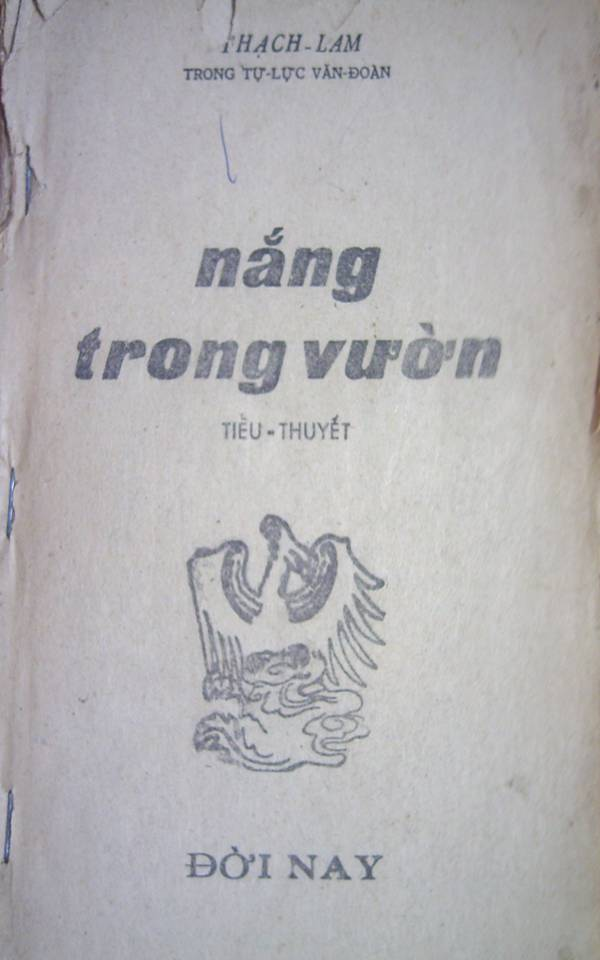 THẠCH-LAM
TRONG TỰ-LỰC VĂN-ĐOÀN
nắng
trong vườn
TIỂU-THUYẾT
ĐỜI NAY